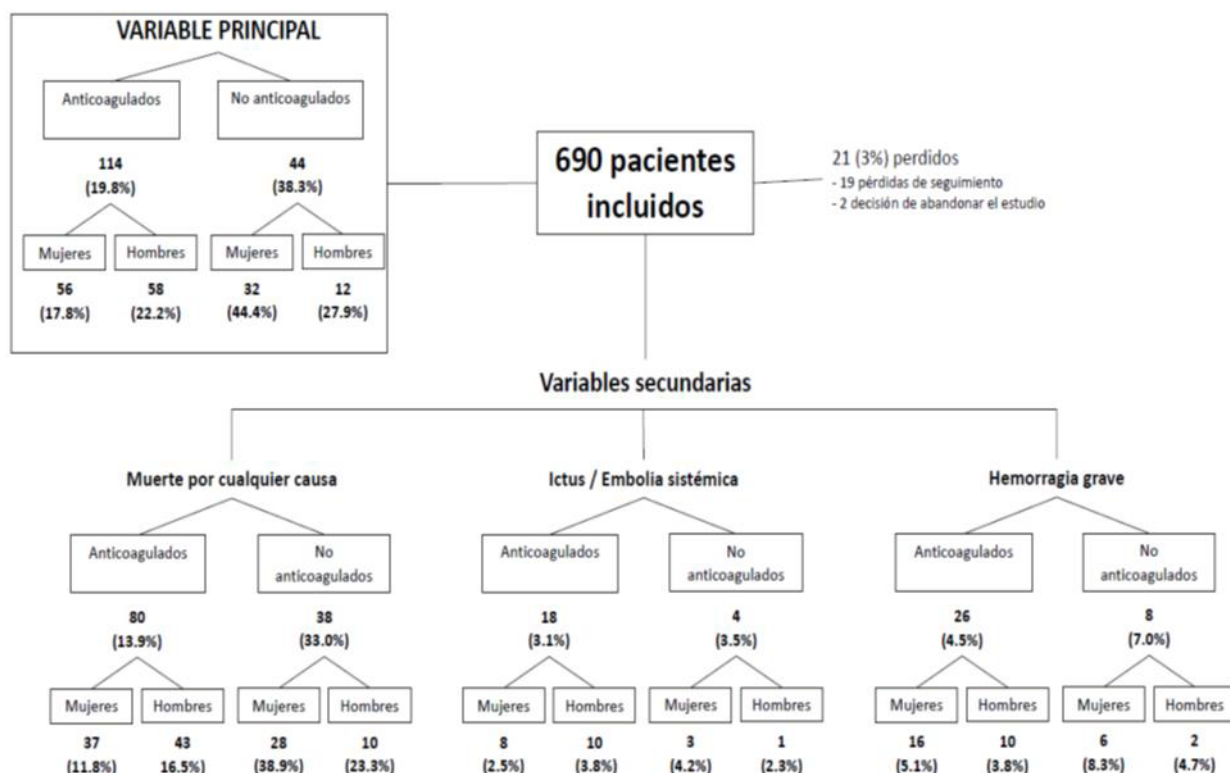 VARIABLE PRINCIPAL
Anticoagulados
No anticoagulados
114
(19.8%)
44
(38.3%)
Mujeres
Hombres
Mujeres
Hombres
56
(17.8%)
58
(22.2%)
32
(44.4%)
12
(27.9%)
690 pacientes
incluidos
21 (3%) perdidos
- 19 pérdidas de seguimiento
- 2 decisión de abandonar el estudio
Variables secundarias
Muerte por cualquier causa
Anticoagulados
No
anticoagulados
80
(13.9%)
38
(33.0%)
Mujeres
Hombres
Mujeres
Hombres
37
(11.8%)
43
16.5%)
28
(38.9%)
10
(23.3%)
Ictus / Embolia sistémica
Anticoagulados
No
anticoagulados
18
(3.1%)
4
(3.5%)
Mujeres
Hombres
Mujeres
Hombres
8
(2.5%)
10
(3.8%)
3
(4.2%)
1
(2.3%)
Hemorragia grave
Anticoagulados
No
anticoagulados
26
(4.5%)
8
(7.0%)
Mujeres
Hombres
Mujeres
Hombres
16
(5.1%)
10
(3.8%)
6
(8.3%)
2
(4.7%)